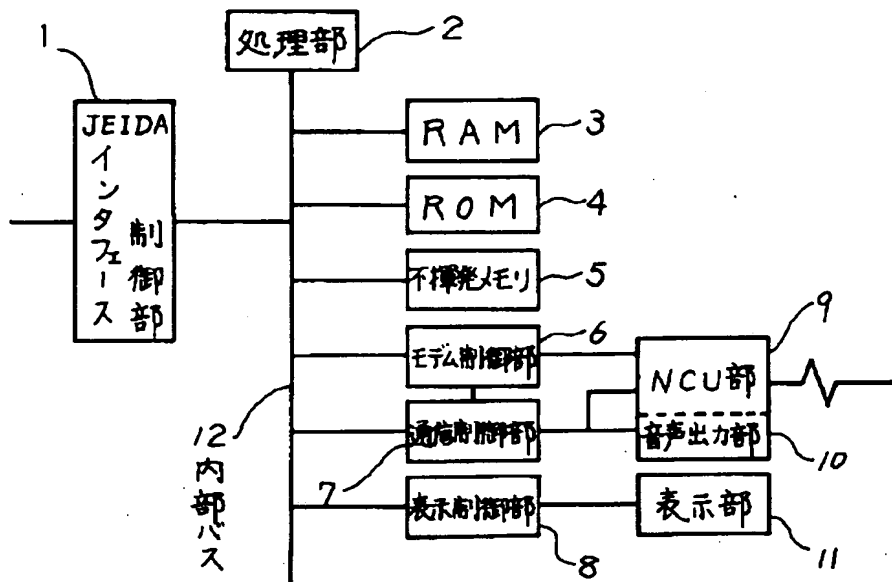 1
処理部
2
JEIDA
インタフェース
制御部
RAM
3
ROM
4
不揮発メモリ
5
モデム制御部
6
NCU部
9
通信制御部
7
音声出力部
10
表示制御部
8
表示部
11
12
内部バス